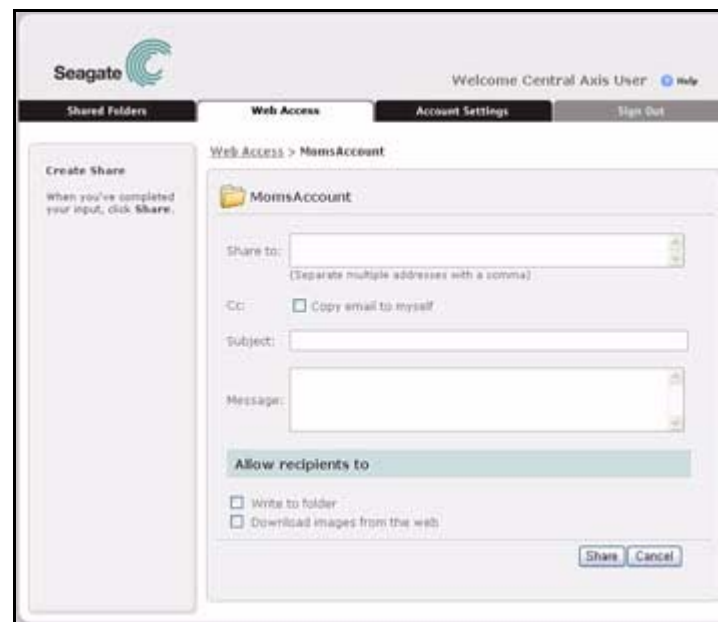 Seagate
Welcome Central Axis User Help
Shared Folders Web Access Account Settings Sign Out
Web Access > MomsAccount
Create Share
When you've completed
your input, click Share.
MomsAccount
Share to:
(Separate multiple addresses with a comma)
Cc: Copy email to myself
Subject:
Message:
Allow recipients to
Write to folder
Download images from the web
Share Cancel